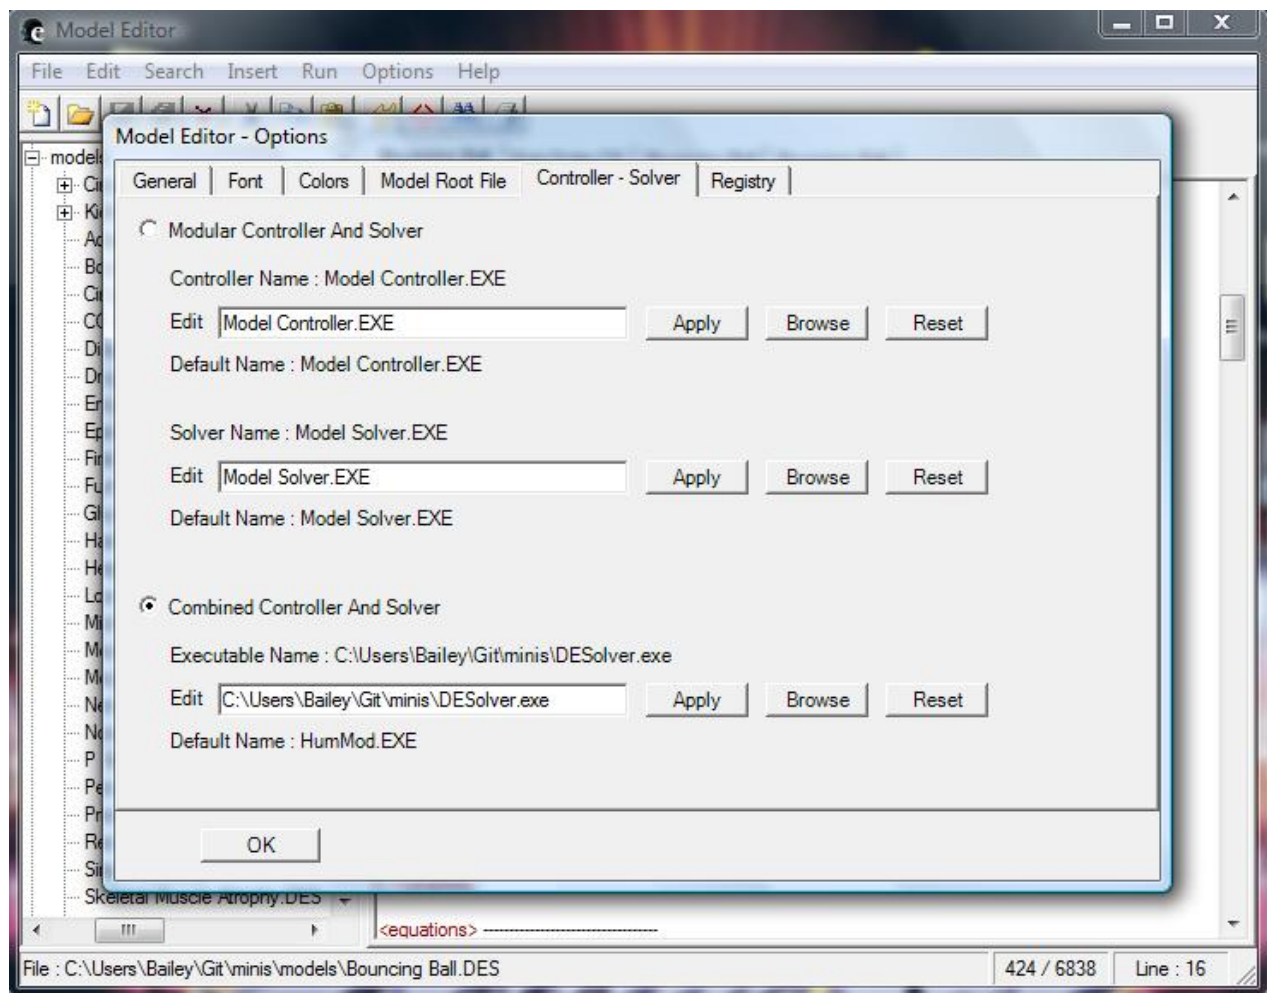 Model Editor
File Edit Search Insert Run Options Help
Model Editor - Options
General Font Colors Model Root File Controller - Solver Registry
Modular Controller And Solver
Controller Name : Model Controller.EXE
Edit Model Controller.EXE Apply Browse Reset
Default Name : Model Controller.EXE
Solver Name : Model Solver.EXE
Edit Model Solver.EXE Apply Browse Reset
Default Name : Model Solver.EXE
Combined Controller And Solver
Executable Name : C:\Users\Bailey\Git\minis\DESolver.exe
Edit C:\Users\Bailey\Git\minis\DESolver.exe Apply Browse Reset
Default Name : HumMod.EXE
OK
Skeletal Muscle Atrophy.DES
<equations> ----------------------------------
File : C:\Users\Bailey\Git\minis\models\Bouncing Ball.DES 424 / 6838 Line : 16